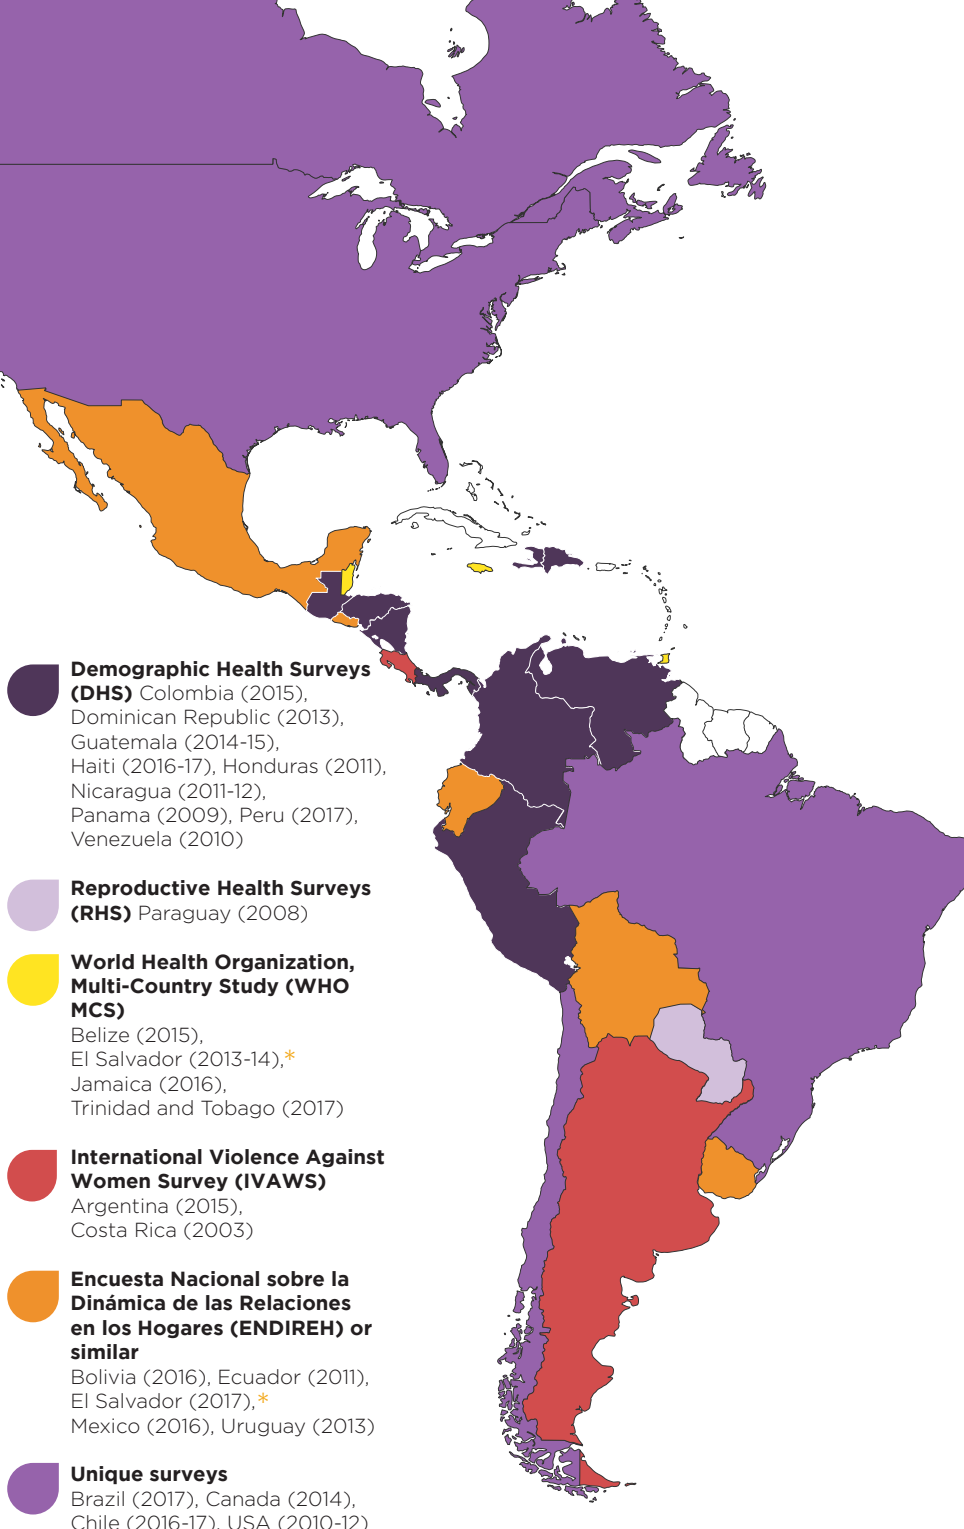 Demographic Health Surveys
(DHS) Colombia (2015),
Dominican Republic (2013),
Guatemala (2014-15),
Haiti (2016-17), Honduras (2011),
Nicaragua (2011-12),
Panama (2009), Peru (2017),
Venezuela (2010)
Reproductive Health Surveys
(RHS) Paraguay (2008)
World Health Organization,
Multi-Country Study (WHO
MCS)
Belize (2015),
El Salvador (2013-14),*
Jamaica (2016),
Trinidad and Tobago (2017)
International Violence Against
Women Survey (IVAWS)
Argentina (2015),
Costa Rica (2003)
Encuesta Nacional sobre la
Dinámica de las Relaciones
en los Hogares (ENDIREH) or
similar
Bolivia (2016), Ecuador (2011),
El Salvador (2017),*
Mexico (2016), Uruguay (2013)
Unique surveys
Brazil (2017), Canada (2014),
Chile (2016-17), USA (2010-12)